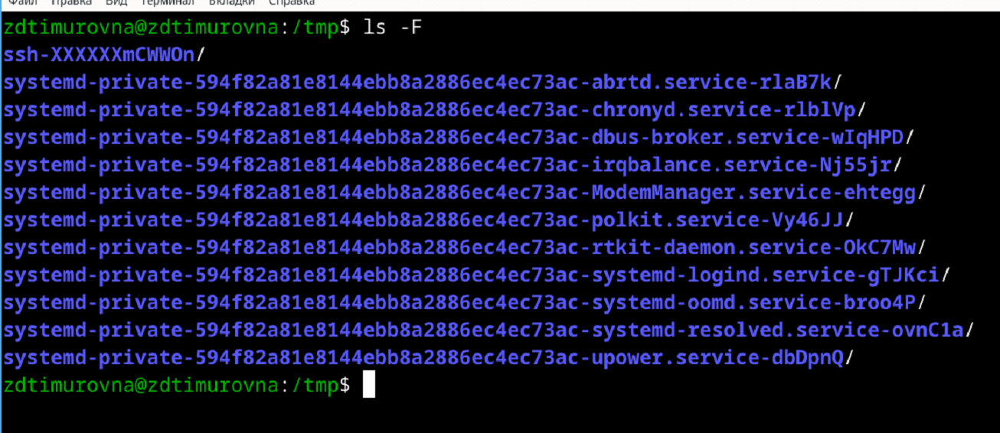 Файл Правка Вид Терминал Вкладки Справка
zdtimurovna@zdtimurovna:/tmp$ ls -F
ssh-XXXXXXmCWWOn/
systemd-private-594f82a81e8144ebb8a2886ec4ec73ac-abrtd.service-rlaB7k/
systemd-private-594f82a81e8144ebb8a2886ec4ec73ac-chronyd.service-rlblVp/
systemd-private-594f82a81e8144ebb8a2886ec4ec73ac-dbus-broker.service-wIqHPD/
systemd-private-594f82a81e8144ebb8a2886ec4ec73ac-irqbalance.service-Nj55jr/
systemd-private-594f82a81e8144ebb8a2886ec4ec73ac-ModemManager.service-ehtegg/
systemd-private-594f82a81e8144ebb8a2886ec4ec73ac-polkit.service-Vy46JJ/
systemd-private-594f82a81e8144ebb8a2886ec4ec73ac-rtkit-daemon.service-OkC7Mw/
systemd-private-594f82a81e8144ebb8a2886ec4ec73ac-systemd-logind.service-gTJKci/
systemd-private-594f82a81e8144ebb8a2886ec4ec73ac-systemd-oomd.service-broo4P/
systemd-private-594f82a81e8144ebb8a2886ec4ec73ac-systemd-resolved.service-ovnC1a/
systemd-private-594f82a81e8144ebb8a2886ec4ec73ac-upower.service-dbDpnQ/
zdtimurovna@zdtimurovna:/tmp$